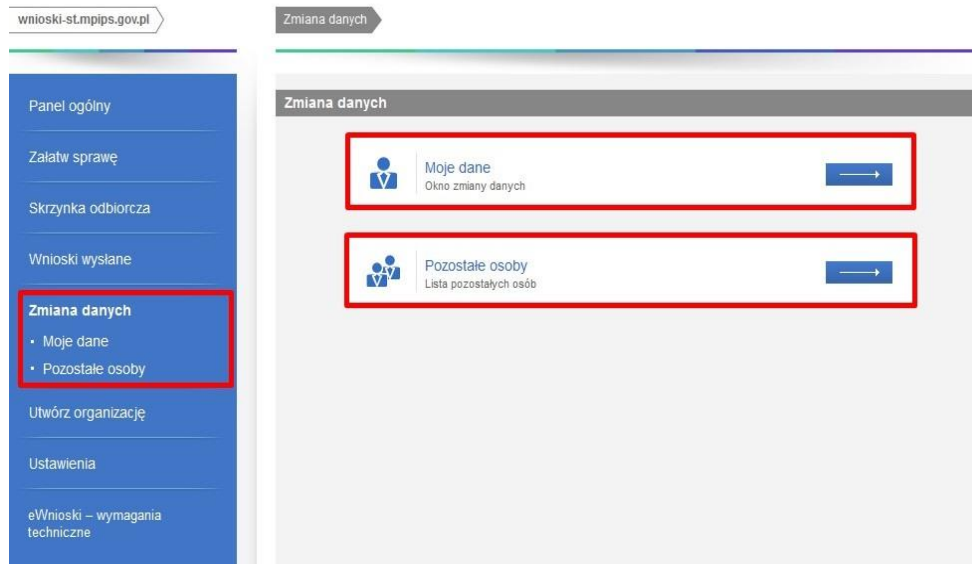 wnioski-st.mpips.gov.pl
Zmiana danych
Panel ogólny
Załatw sprawę
Skrzynka odbiorcza
Wnioski wysłane
Zmiana danych
Moje dane
Pozostałe osoby
Utwórz organizację
Ustawienia
eWnioski – wymagania
techniczne
Zmiana danych
Moje dane
Okno zmiany danych
Pozostałe osoby
Lista pozostałych osób